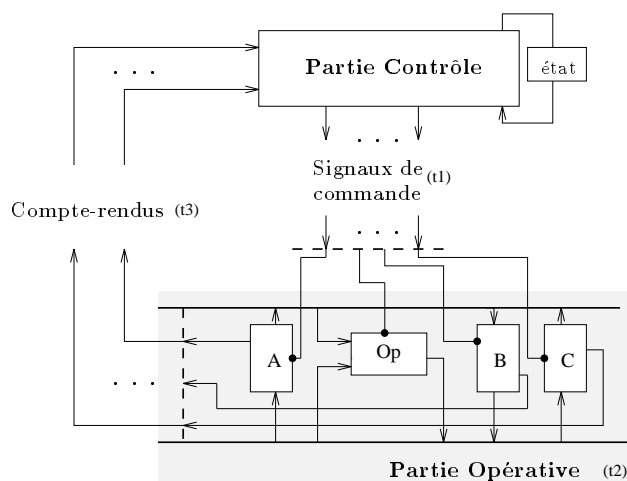 Partie Contrôle
état
. . .
. . .
Signaux de (t1)
commande
Compte-rendus (t3)
. . .
A
Op
B
C
. . .
Partie Opérative (t2)